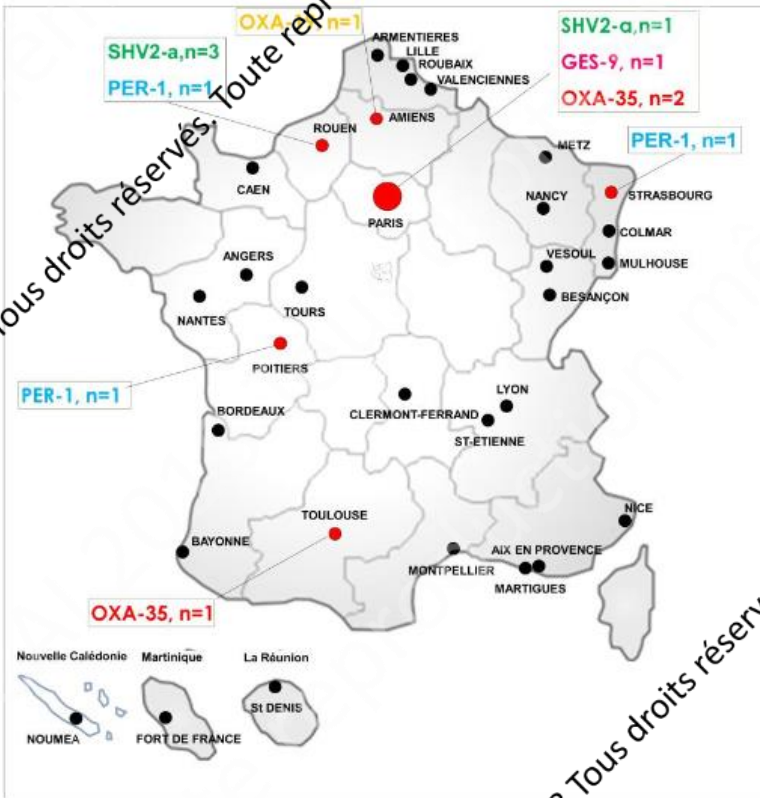 OXA- n=1
SHV2-a,n=3
PER-1, n=1
SHV2-a,n=1
GES-9, n=1
OXA-35, n=2
PER-1, n=1
ARMENTIERES
LILLE
ROUBAIX
VALENCIENNES
AMIENS
ROUEN
CAEN
PARIS
METZ
NANCY
STRASBOURG
COLMAR
MULHOUSE
VESOUL
BESANÇON
ANGERS
NANTES
TOURS
POITIERS
PER-1, n=1
BORDEAUX
CLERMONT-FERRAND
LYON
ST-ETIENNE
TOULOUSE
BAYONNE
NICE
AIX EN PROVENCE
MONTPELLIER
MARTIGUES
OXA-35, n=1
Nouvelle Calédonie
Martinique
La Réunion
NOUMEA
FORT DE FRANCE
St DENIS
Tous droits réservés. Toute repr
Tous droits réserv